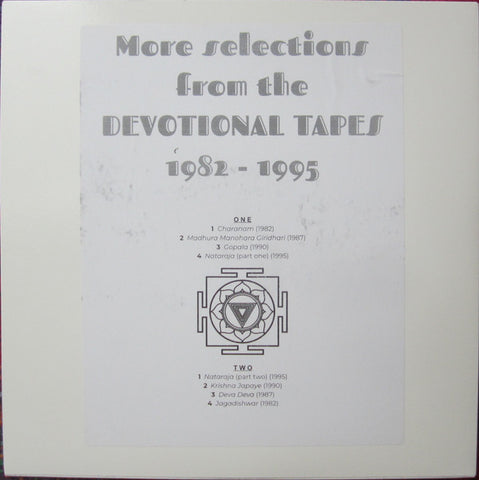 More selections
from the
DEVOTIONAL TAPES
1982 - 1995
ONE
1 Charanam (1982)
2 Madhura Manohara Giridhari (1987)
3 Gopala (1990)
4 Nataraja (part one) (1995)
TWO
1 Nataraja (part two) (1995)
2 Krishna Japaye (1990)
3 Deva Deva (1987)
4 Jagadishwar (1982)